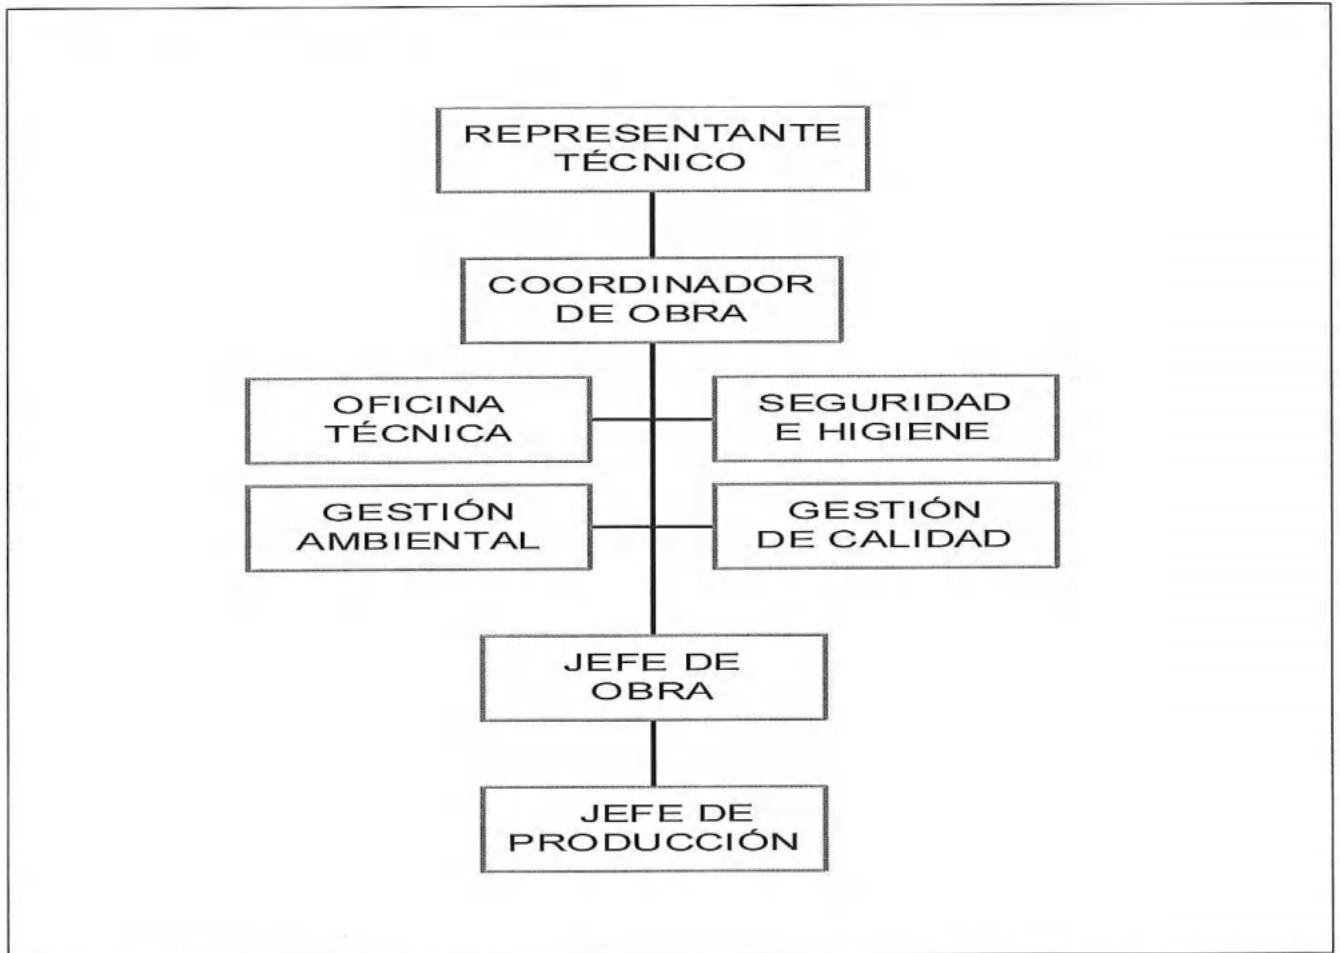 REPRESENTANTE
TÉCNICO
COORDINADOR
DE OBRA
OFICINA
TÉCNICA
SEGURIDAD
E HIGIENE
GESTIÓN
AMBIENTAL
GESTIÓN
DE CALIDAD
JEFE DE
OBRA
JEFE DE
PRODUCCIÓN